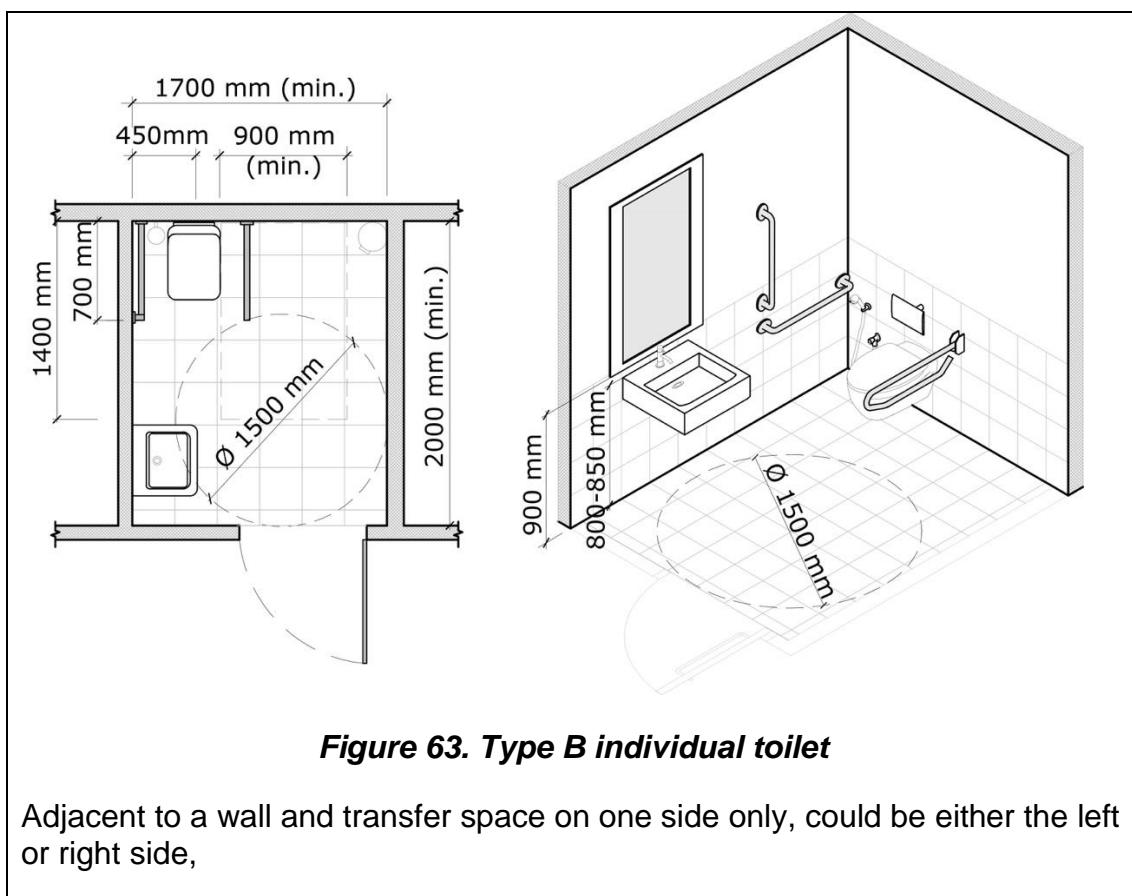 1700 mm (min.)
450mm
900 mm
(min.)
1400 mm
700 mm
2000 mm (min.)
Ø 1500 mm
900 mm
800-850 mm
Ø 1500 mm
Figure 63. Type B individual toilet
Adjacent to a wall and transfer space on one side only, could be either the left
or right side,